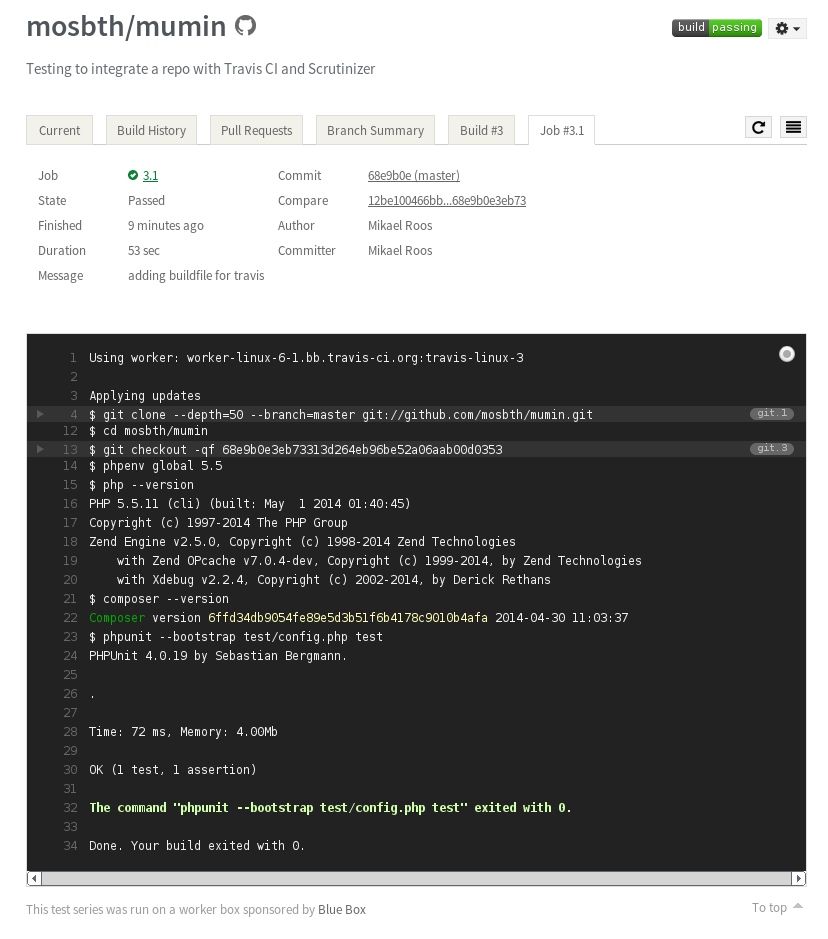 mosbth/mumin
build passing
Testing to integrate a repo with Travis CI and Scrutinizer
Current Build History Pull Requests Branch Summary Build #3 Job #3.1
Job 3.1 Commit 68e9b0e (master)
State Passed Compare 12be100466bb...68e9b0e3eb73
Finished 9 minutes ago Author Mikael Roos
Duration 53 sec Committer Mikael Roos
Message adding buildfile for travis
1 Using worker: worker-linux-6-1.bb.travis-ci.org:travis-linux-3
2
3 Applying updates
4 $ git clone --depth=50 --branch=master git://github.com/mosbth/mumin.git git.1
12 $ cd mosbth/mumin
13 $ git checkout -qf 68e9b0e3eb73313d264eb96be52a06aab00d0353 git.3
14 $ phpenv global 5.5
15 $ php --version
16 PHP 5.5.11 (cli) (built: May  1 2014 01:40:45)
17 Copyright (c) 1997-2014 The PHP Group
18 Zend Engine v2.5.0, Copyright (c) 1998-2014 Zend Technologies
19     with Zend OPcache v7.0.4-dev, Copyright (c) 1999-2014, by Zend Technologies
20     with Xdebug v2.2.4, Copyright (c) 2002-2014, by Derick Rethans
21 $ composer --version
22 Composer version 6ffd34db9054fe89e5d3b51f6b4178c9010b4afa 2014-04-30 11:03:37
23 $ phpunit --bootstrap test/config.php test
24 PHPUnit 4.0.19 by Sebastian Bergmann.
25
26 .
27
28 Time: 72 ms, Memory: 4.00Mb
29
30 OK (1 test, 1 assertion)
31
32 The command "phpunit --bootstrap test/config.php test" exited with 0.
33
34 Done. Your build exited with 0.
This test series was run on a worker box sponsored by Blue Box
To top